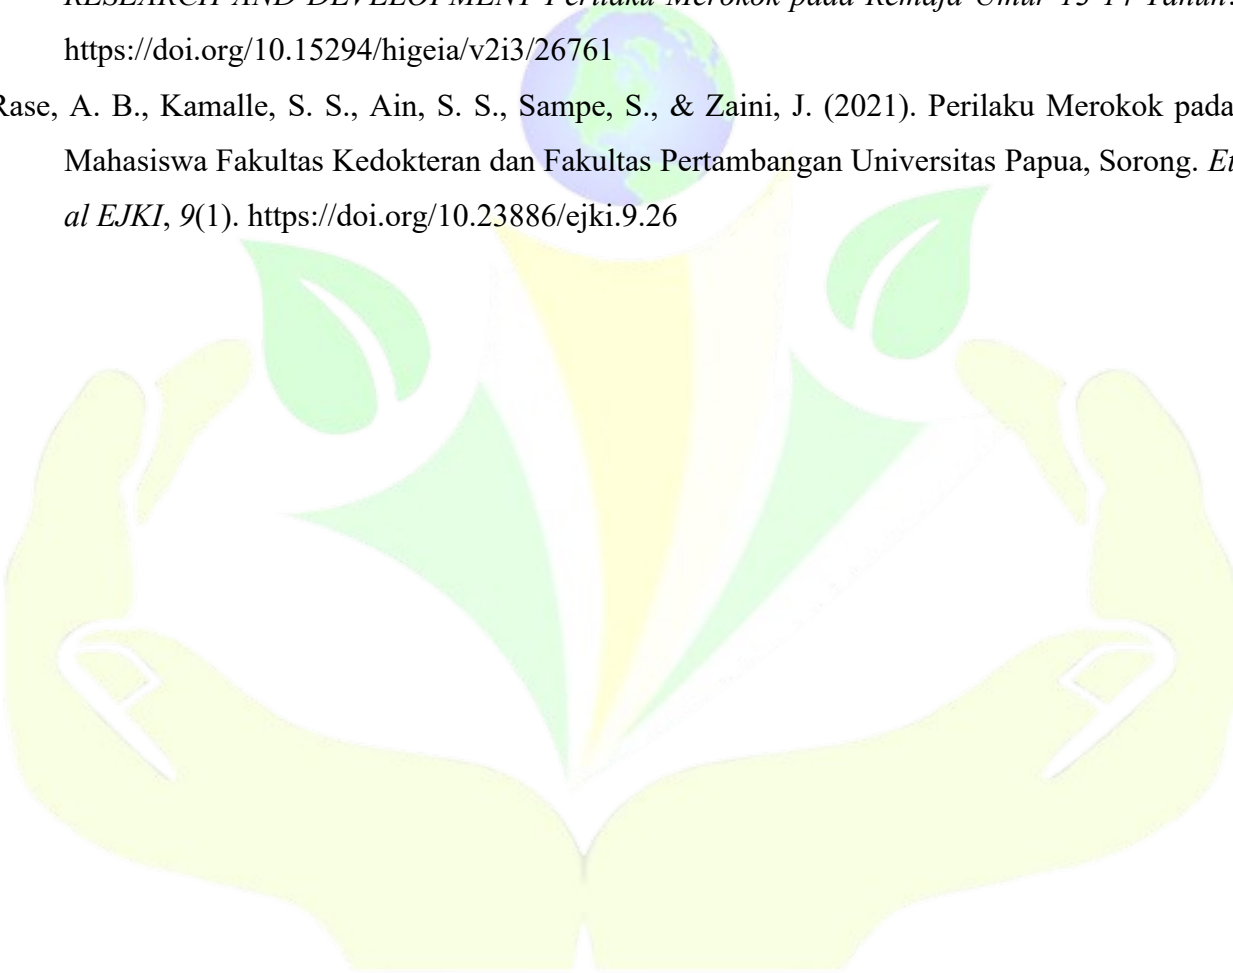 RESEARCH AND DEVELOPMENT Perilaku Merokok pada Remaja Umur 15-17 Tahun.
https://doi.org/10.15294/higeia/v2i3/26761
Rase, A. B., Kamalle, S. S., Ain, S. S., Sampe, S., & Zaini, J. (2021). Perilaku Merokok pada
Mahasiswa Fakultas Kedokteran dan Fakultas Pertambangan Universitas Papua, Sorong. Et
al EJKI, 9(1). https://doi.org/10.23886/ejki.9.26